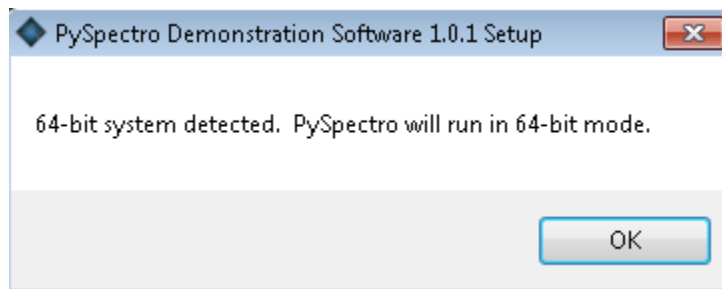 PySpectro Demonstration Software 1.0.1 Setup
64-bit system detected.  PySpectro will run in 64-bit mode.
OK